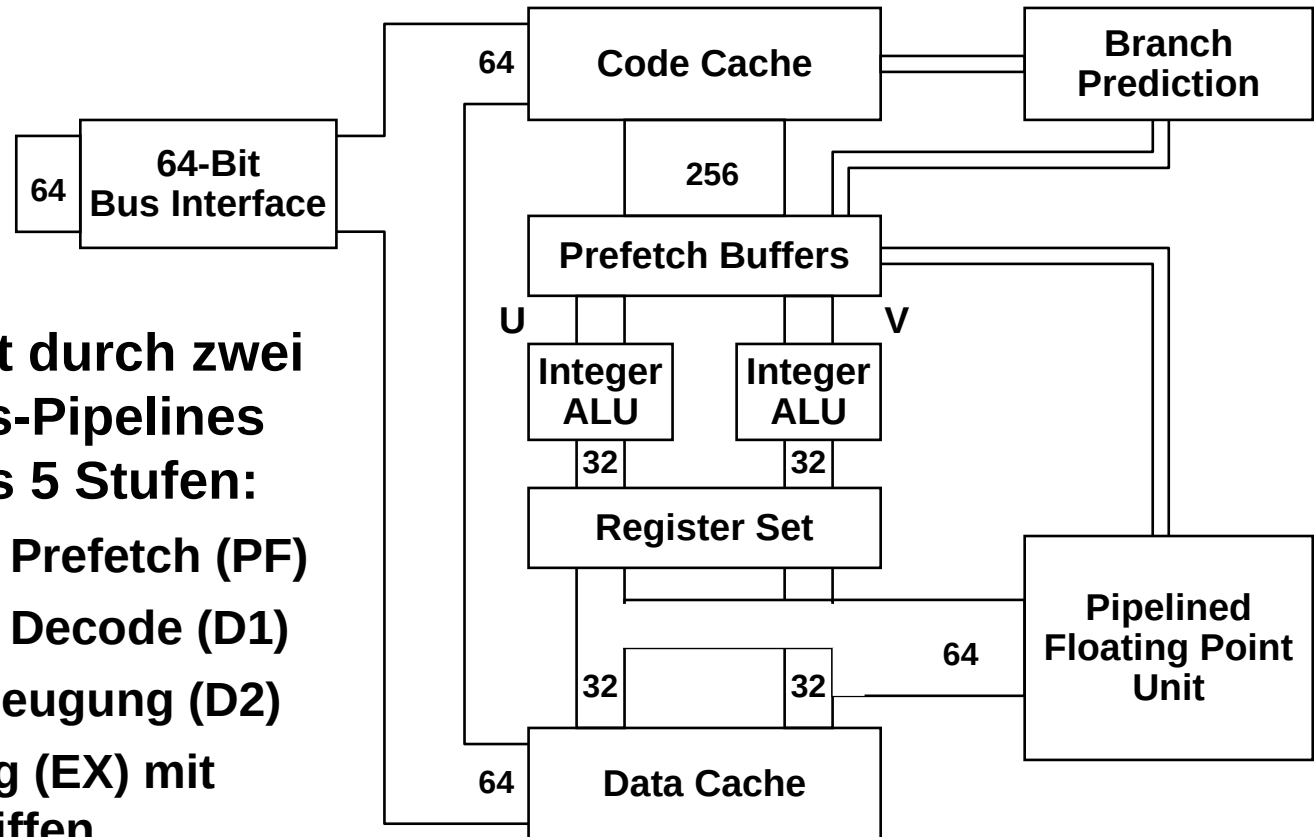 64
Code Cache
Branch
Prediction
64
64-Bit
Bus Interface
256
Prefetch Buffers
U
V
t durch zwei
s-Pipelines
s 5 Stufen:
Prefetch (PF)
Decode (D1)
eugung (D2)
g (EX) mit
iffen
Integer
ALU
Integer
ALU
32
32
Register Set
Pipelined
Floating Point
Unit
64
32
32
64
Data Cache